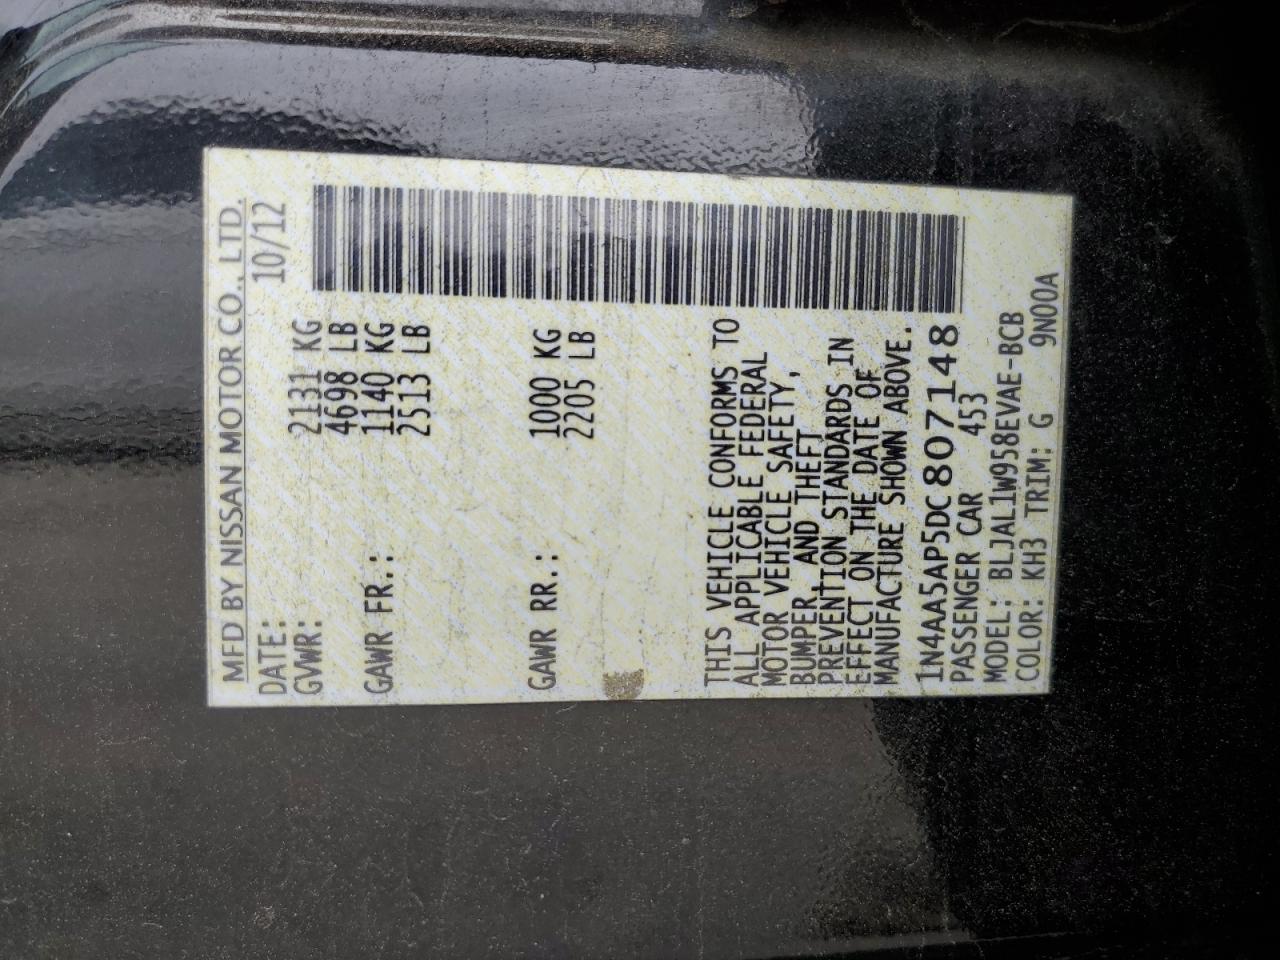 MFD BY NISSAN MOTOR CO., LTD.
DATE: 10/12
GVWR: 2131 KG
4698 LB
GAWR FR.: 1140 KG
2513 LB
GAWR RR.: 1000 KG
2205 LB
THIS VEHICLE CONFORMS TO
ALL APPLICABLE FEDERAL
MOTOR VEHICLE SAFETY,
BUMPER, AND THEFT
PREVENTION STANDARDS IN
EFFECT ON THE DATE OF
MANUFACTURE SHOWN ABOVE.
1N4AA5AP5DC807148
PASSENGER CAR 453
MODEL: BLJAL1W958EVAE-BCB
COLOR: KH3 TRIM: G 9N00A